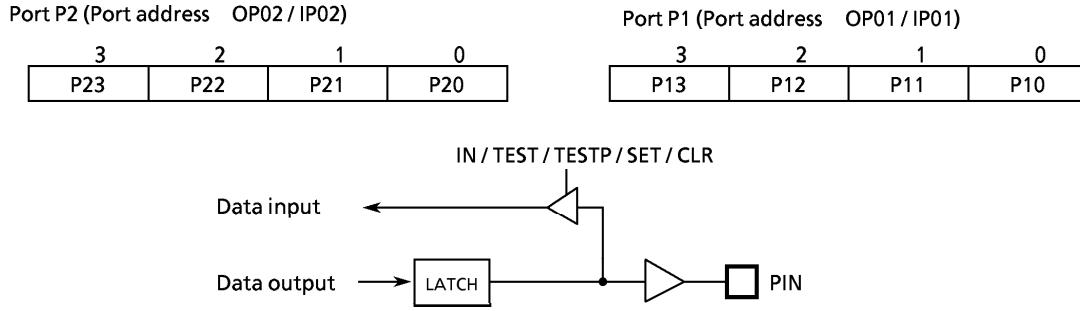 Port P2 (Port address OP02 / IP02)
3 2 1 0
P23 P22 P21 P20
Port P1 (Port address OP01 / IP01)
3 2 1 0
P13 P12 P11 P10
IN / TEST / TESTP / SET / CLR
Data input
Data output LATCH PIN